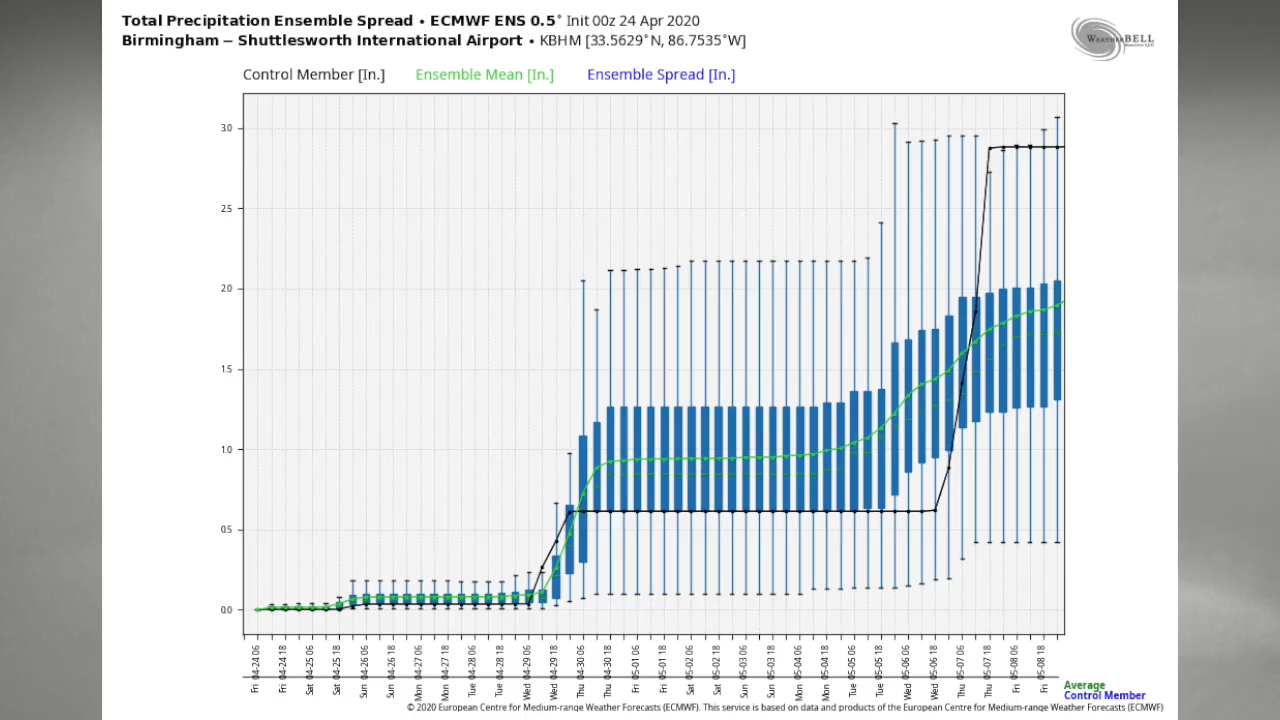 Total Precipitation Ensemble Spread • ECMWF ENS 0.5° Init 00z 24 Apr 2020
Birmingham – Shuttlesworth International Airport • KBHM [33.5629°N, 86.7535°W]
WEATHERBELL
Control Member [In.] Ensemble Mean [In.] Ensemble Spread [In.]
3.0
2.5
2.0
1.5
1.0
0.5
0.0
Fri 04-24 06
Fri 04-24 18
Sat 04-25 06
Sat 04-25 18
Sun 04-26 06
Sun 04-26 18
Mon 04-27 06
Mon 04-27 18
Tue 04-28 06
Tue 04-28 18
Wed 04-29 06
Wed 04-29 18
Thu 04-30 06
Thu 04-30 18
Fri 05-01 06
Fri 05-01 18
Sat 05-02 06
Sat 05-02 18
Sun 05-03 06
Sun 05-03 18
Mon 05-04 06
Mon 05-04 18
Tue 05-05 06
Tue 05-05 18
Wed 05-06 06
Wed 05-06 18
Thu 05-07 06
Thu 05-07 18
Fri 05-08 06
Fri 05-08 18
Average
Control Member
© 2020 European Centre for Medium-range Weather Forecasts (ECMWF). This service is based on data and products of the European Centre for Medium-range Weather Forecasts (ECMWF)